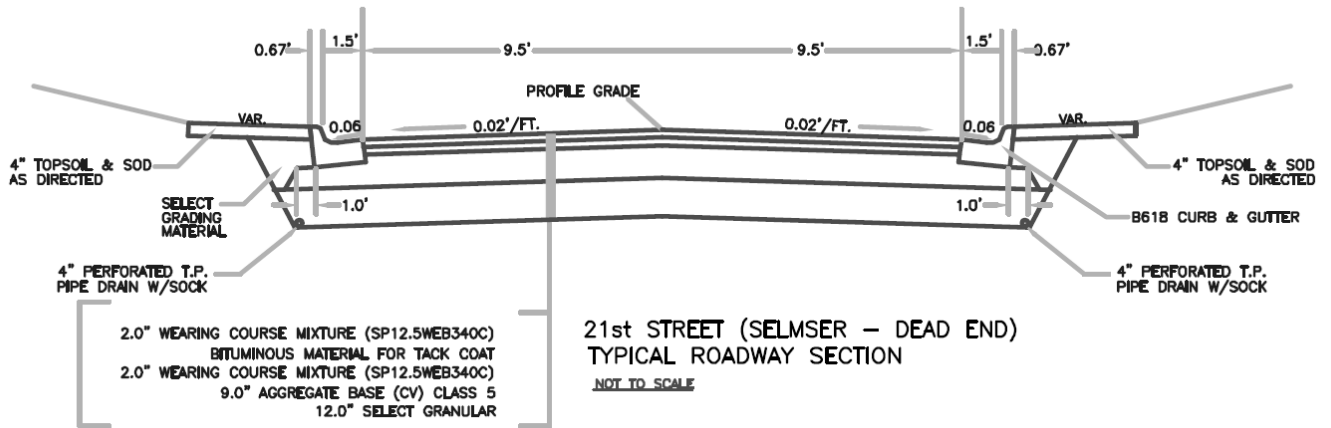 0.67' 1.5' 9.5' 9.5' 1.5' 0.67'
PROFILE GRADE
VAR. 0.06 0.02'/FT. 0.02'/FT. 0.06 VAR.
4" TOPSOIL & SOD
AS DIRECTED
4" TOPSOIL & SOD
AS DIRECTED
SELECT
GRADING
MATERIAL
1.0'
1.0'
B618 CURB & GUTTER
4" PERFORATED T.P.
PIPE DRAIN W/SOCK
4" PERFORATED T.P.
PIPE DRAIN W/SOCK
2.0" WEARING COURSE MIXTURE (SP12.5WEB340C)
BITUMINOUS MATERIAL FOR TACK COAT
2.0" WEARING COURSE MIXTURE (SP12.5WEB340C)
9.0" AGGREGATE BASE (CV) CLASS 5
12.0" SELECT GRANULAR
21st STREET (SELMSER – DEAD END)
TYPICAL ROADWAY SECTION
NOT TO SCALE